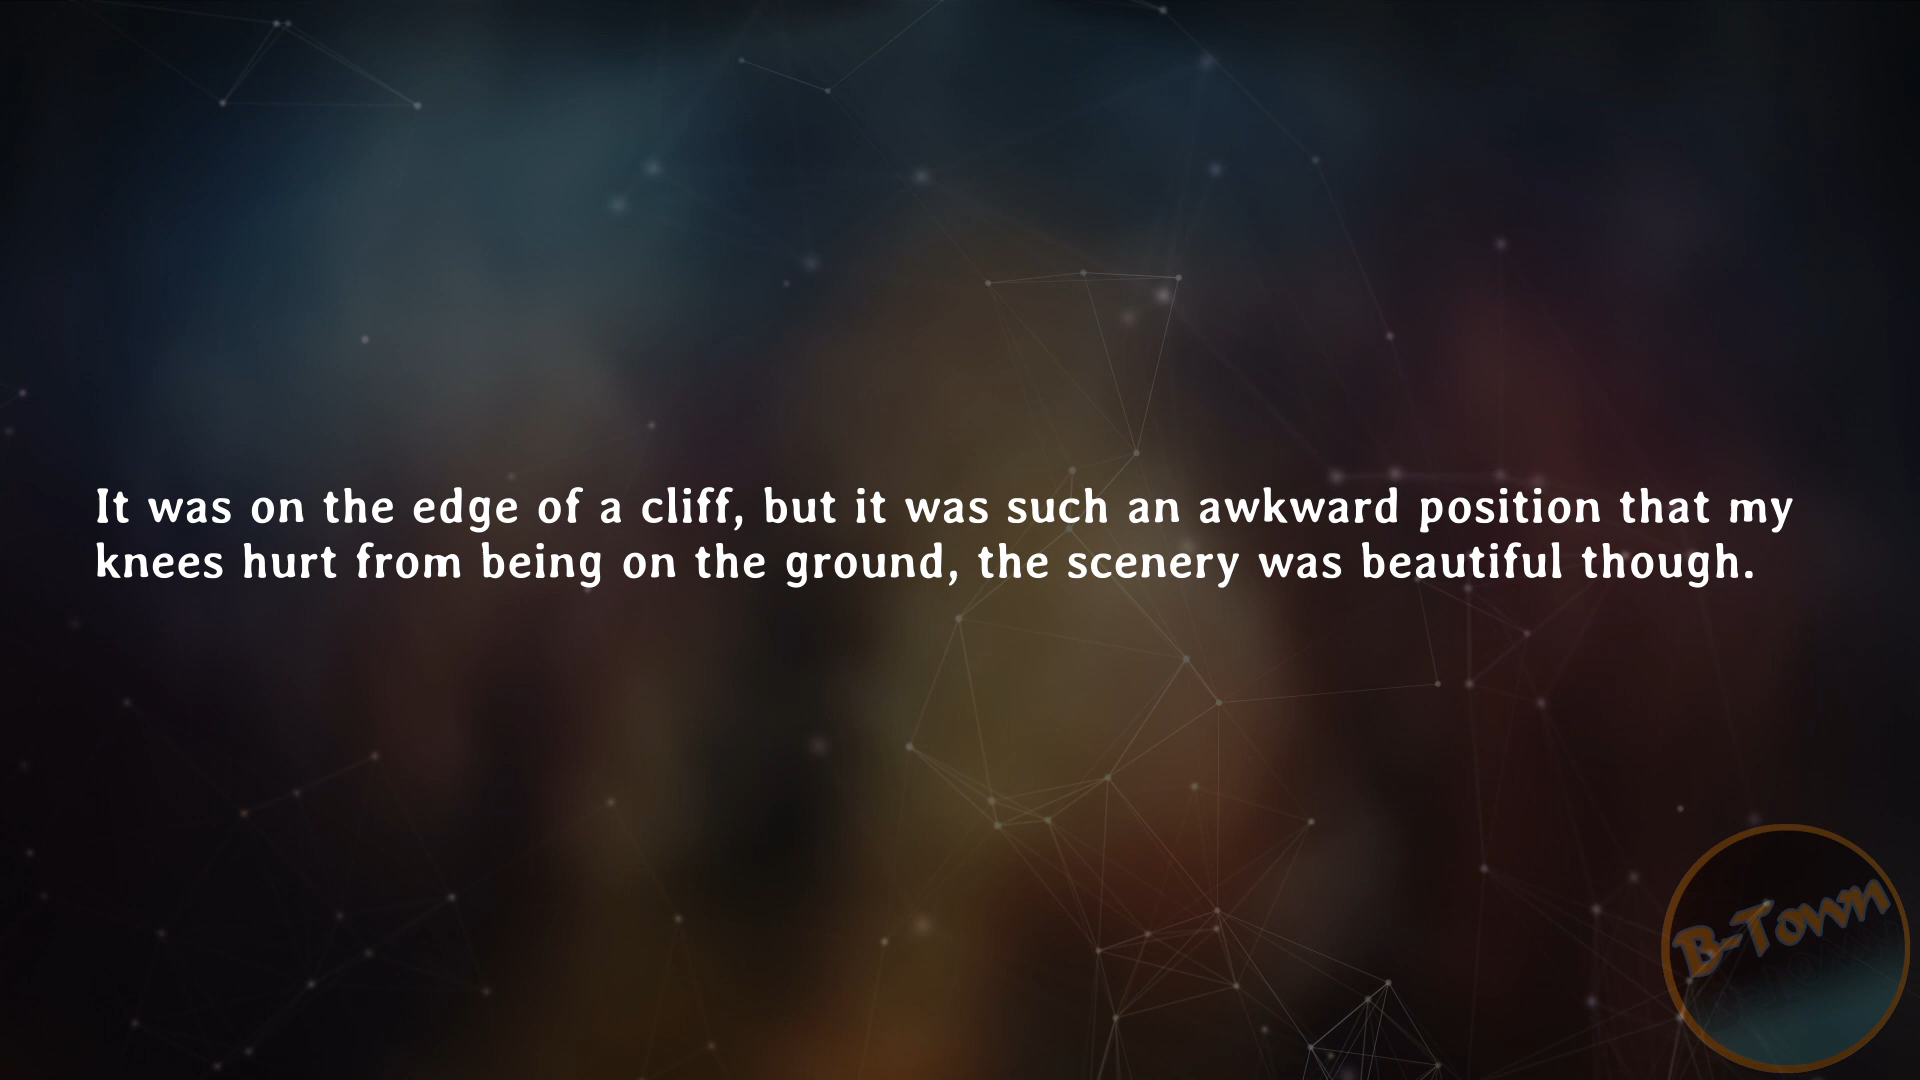 It was on the edge of a cliff, but it was such an awkward position that my
knees hurt from being on the ground, the scenery was beautiful though.
B-Town